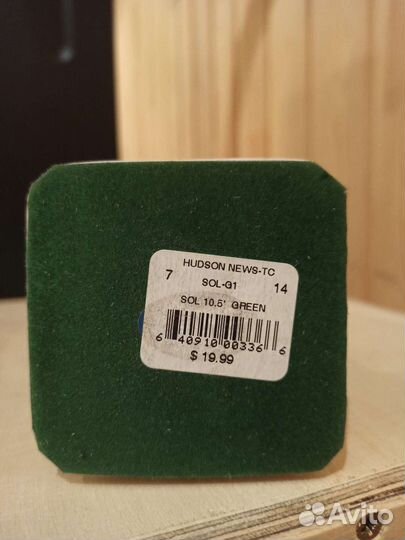 HUDSON NEWS-TC
7 SOL-G1 14
SOL 10.5' GREEN
6 40910 00336 6
$ 19.99
Avito